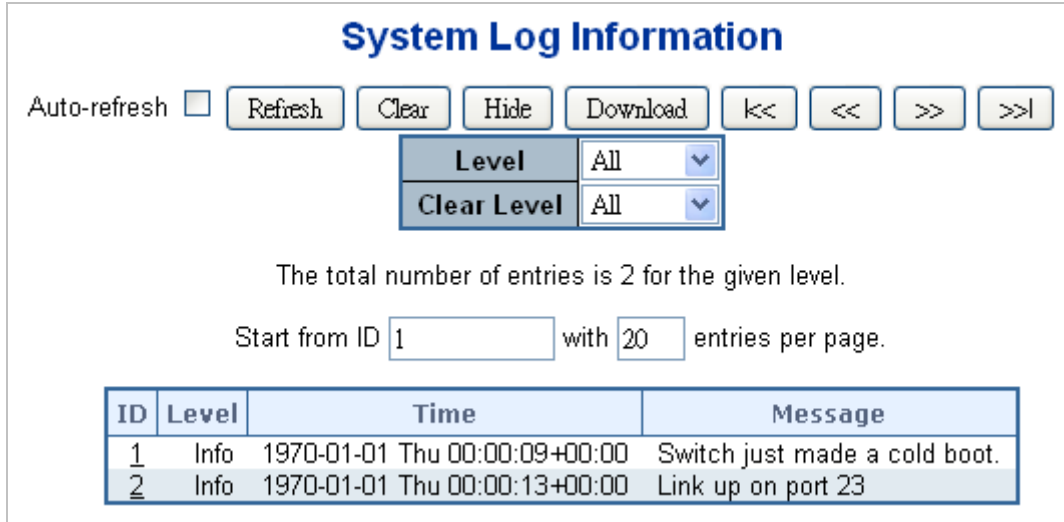 System Log Information
Auto-refresh Refresh Clear Hide Download |<< << >> >>|
Level All
Clear Level All
The total number of entries is 2 for the given level.
Start from ID 1 with 20 entries per page.
ID Level Time Message
1 Info 1970-01-01 Thu 00:00:09+00:00 Switch just made a cold boot.
2 Info 1970-01-01 Thu 00:00:13+00:00 Link up on port 23